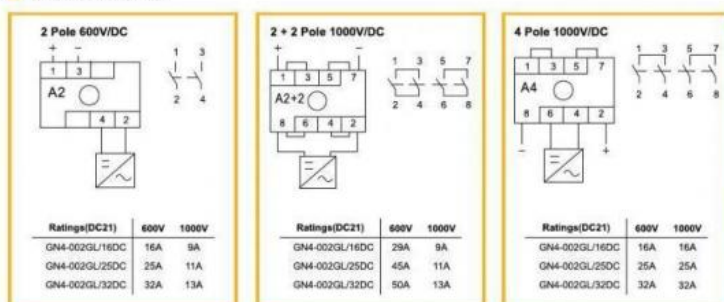 2 Pole 600V/DC
+ −
1 3
A2
4 2
1 3
2 4
= ~
Ratings(DC21) 600V 1000V
GN4-002GL/16DC 16A 9A
GN4-002GL/25DC 25A 11A
GN4-002GL/32DC 32A 13A
2 + 2 Pole 1000V/DC
+ −
1 3 5 7
A2+2
8 6 4 2
1 3 5 7
2 4 6 8
= ~
Ratings(DC21) 600V 1000V
GN4-002GL/16DC 29A 9A
GN4-002GL/25DC 45A 11A
GN4-002GL/32DC 50A 13A
4 Pole 1000V/DC
1 3 5 7
A4
8 6 4 2
− +
1 3 5 7
2 4 6 8
= ~
Ratings(DC21) 600V 1000V
GN4-002GL/16DC 16A 16A
GN4-002GL/25DC 25A 25A
GN4-002GL/32DC 32A 32A